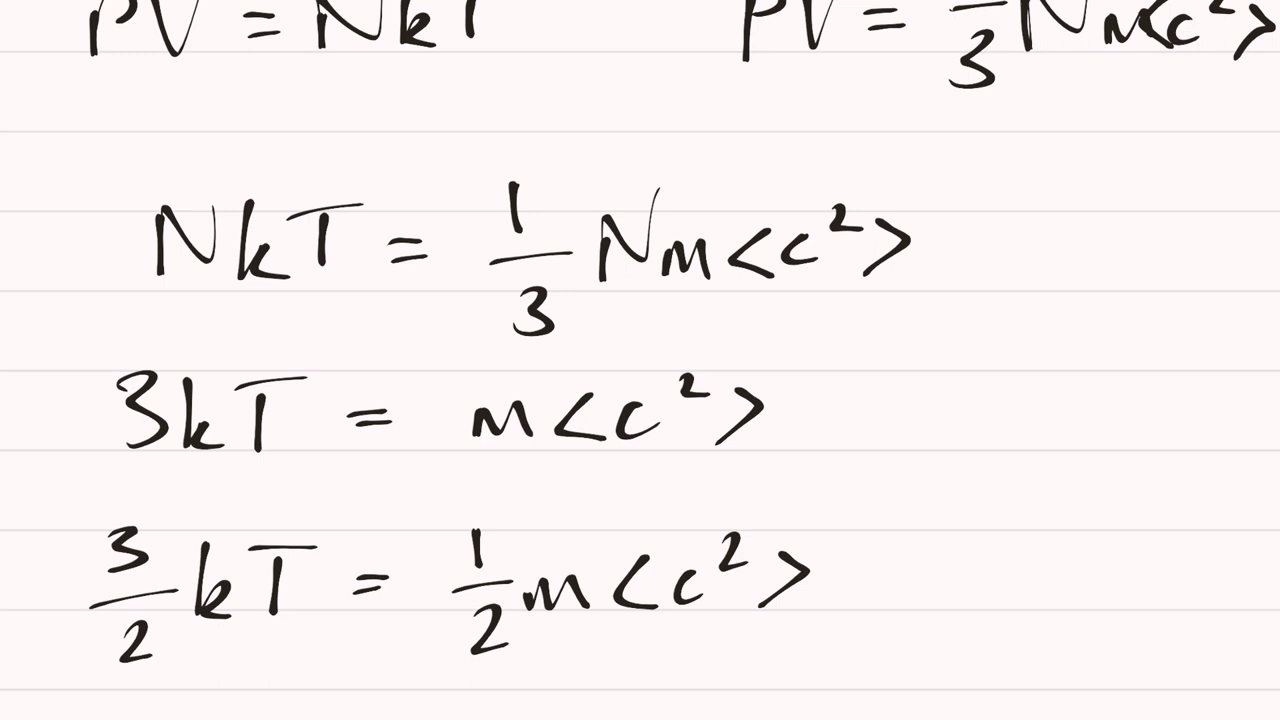 PV = NkT PV = 1/3 Nm<c²>
NkT = 1/3 Nm<c²>
3kT = m<c²>
3/2 kT = 1/2 m<c²>